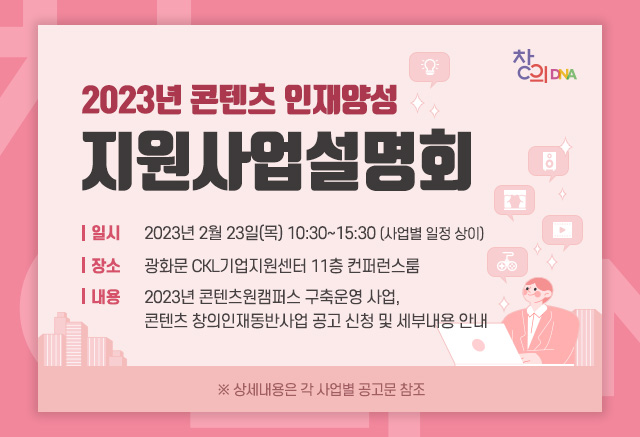 창의DNA
2023년 콘텐츠 인재양성
지원사업설명회
일시 2023년 2월 23일(목) 10:30~15:30 (사업별 일정 상이)
장소 광화문 CKL기업지원센터 11층 컨퍼런스룸
내용 2023년 콘텐츠원캠퍼스 구축운영 사업,
콘텐츠 창의인재동반사업 공고 신청 및 세부내용 안내
※ 상세내용은 각 사업별 공고문 참조